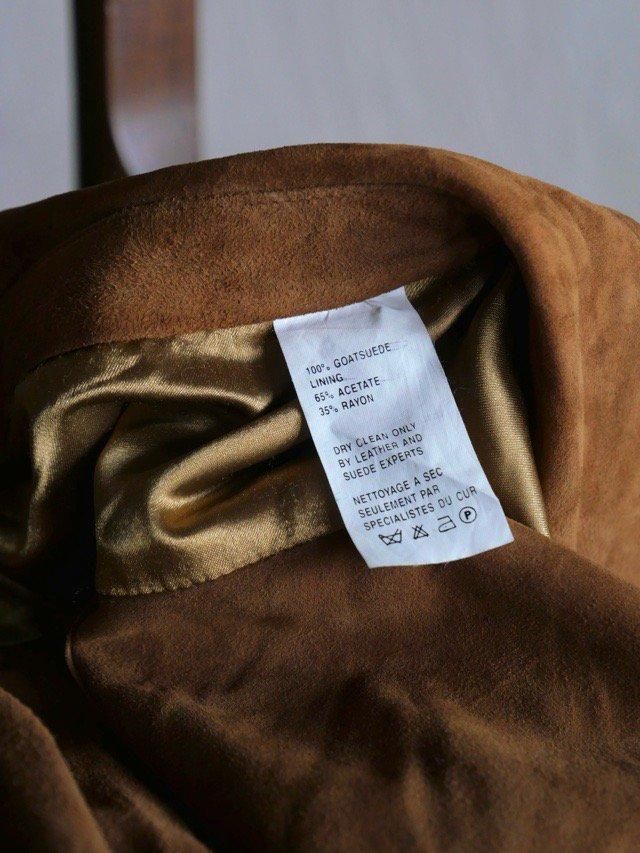 100% GOATSUEDE
LINING
65% ACETATE
35% RAYON
DRY CLEAN ONLY
BY LEATHER AND
SUEDE EXPERTS
NETTOYAGE A SEC
SEULEMENT PAR
SPECIALISTES DU CUR
P